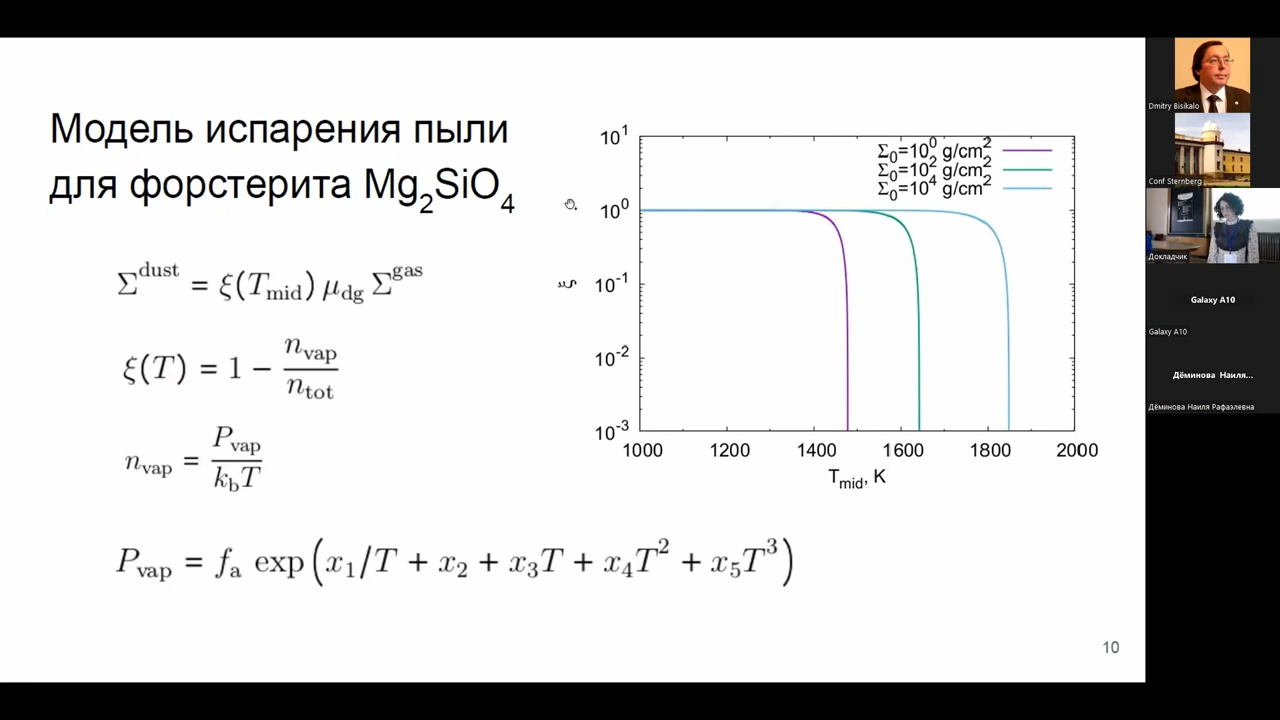 Модель испарения пыли
для форстерита Mg₂SiO₄
Σ^dust = ξ(T_mid) μ_dg Σ^gas
ξ(T) = 1 − n_vap/n_tot
n_vap = P_vap/(k_b T)
P_vap = f_a exp(x₁/T + x₂ + x₃T + x₄T² + x₅T³)
Σ₀=10⁰ g/cm²
Σ₀=10² g/cm²
Σ₀=10⁴ g/cm²
10¹
10⁰
10⁻¹
10⁻²
10⁻³
ξ
1000 1200 1400 1600 1800 2000
T_mid, K
10
Dmitry Bisikalo
Conf Sternberg
Докладчик
Galaxy A10
Galaxy A10
Дёминова Наиля...
Дёминова Наиля Рафаэлевна